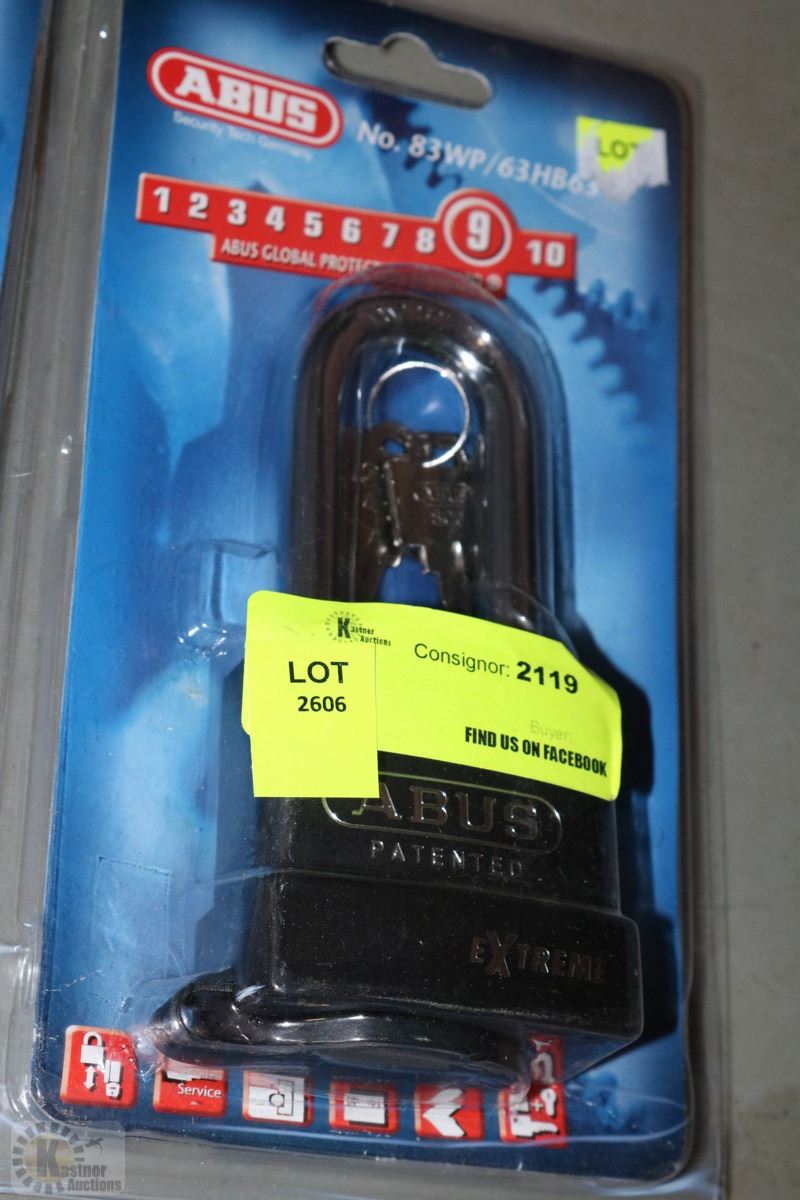 ABUS
Security Tech Germany
No. 83WP/63HB63
LOT
1 2 3 4 5 6 7 8 9 10
ABUS GLOBAL
Kastner
Auctions
Consignor: 2119
LOT
2606
Buyer:
FIND US ON FACEBOOK
ABUS
PATENTED
EXTREME
Service
Kastner
Auctions